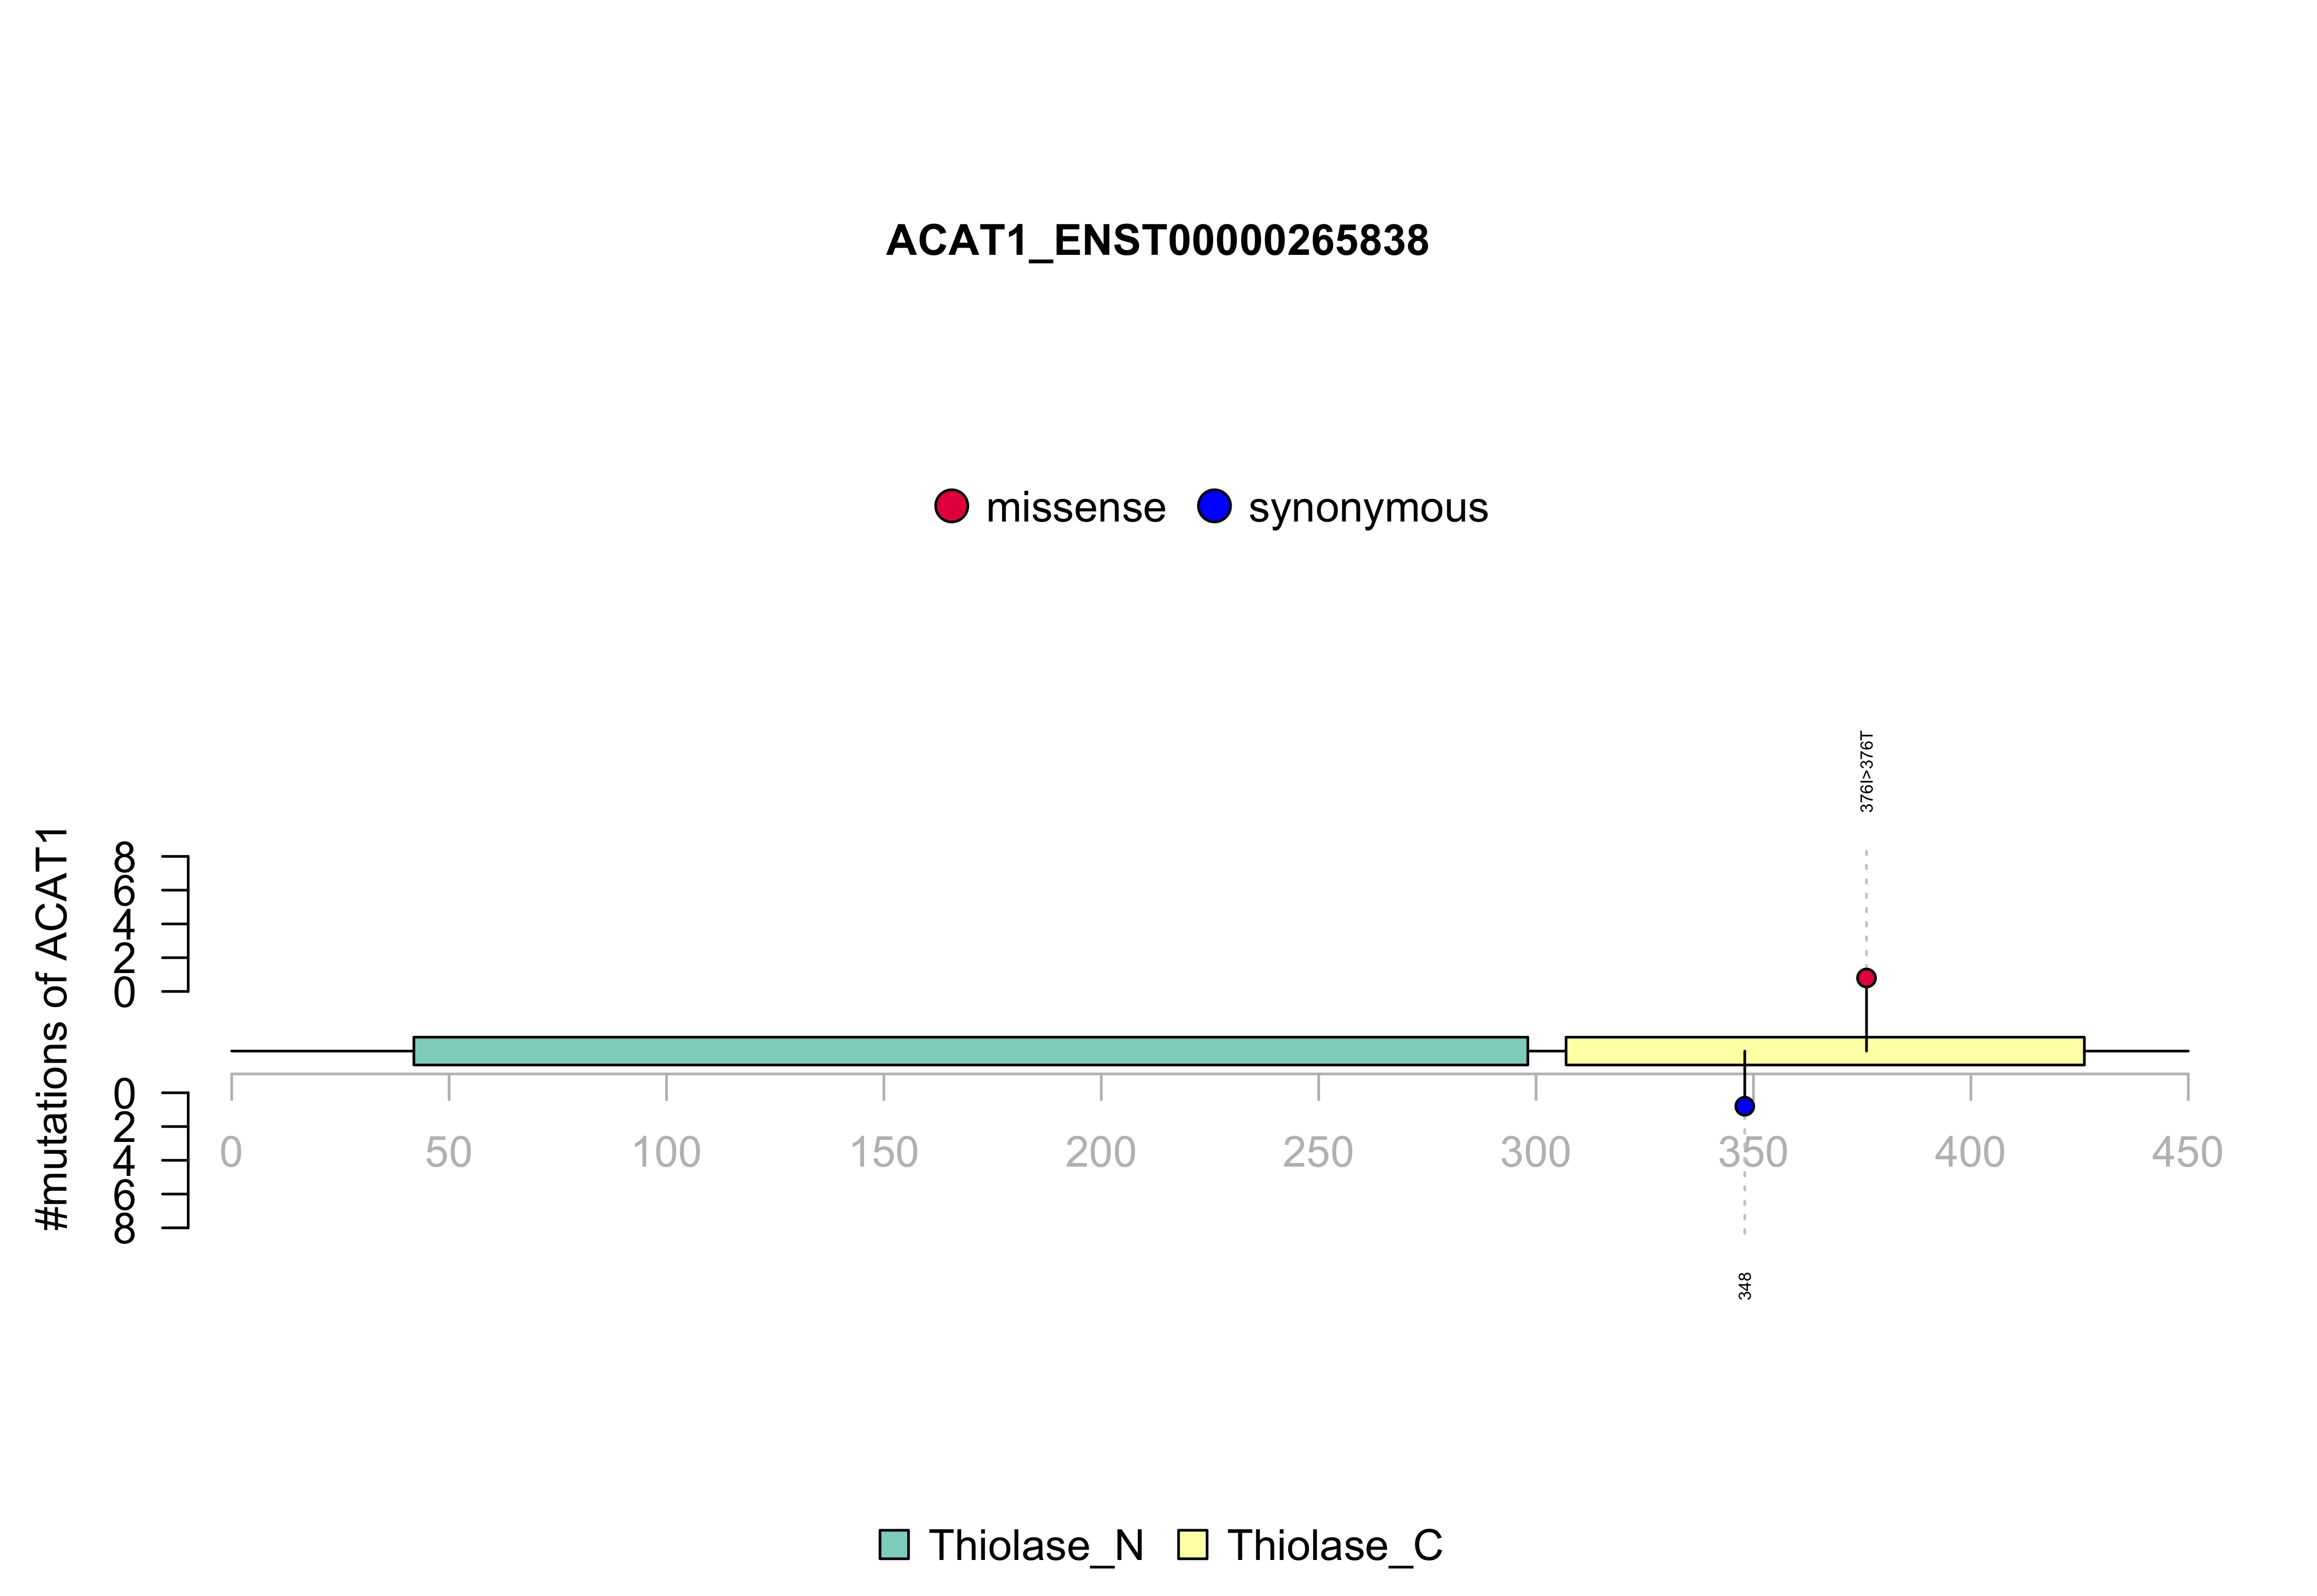 ACAT1_ENST00000265838
missense synonymous
376I>376T
#mutations of ACAT1
8
6
4
2
0
0
2
4
6
8
0 50 100 150 200 250 300 350 400 450
348
Thiolase_N Thiolase_C